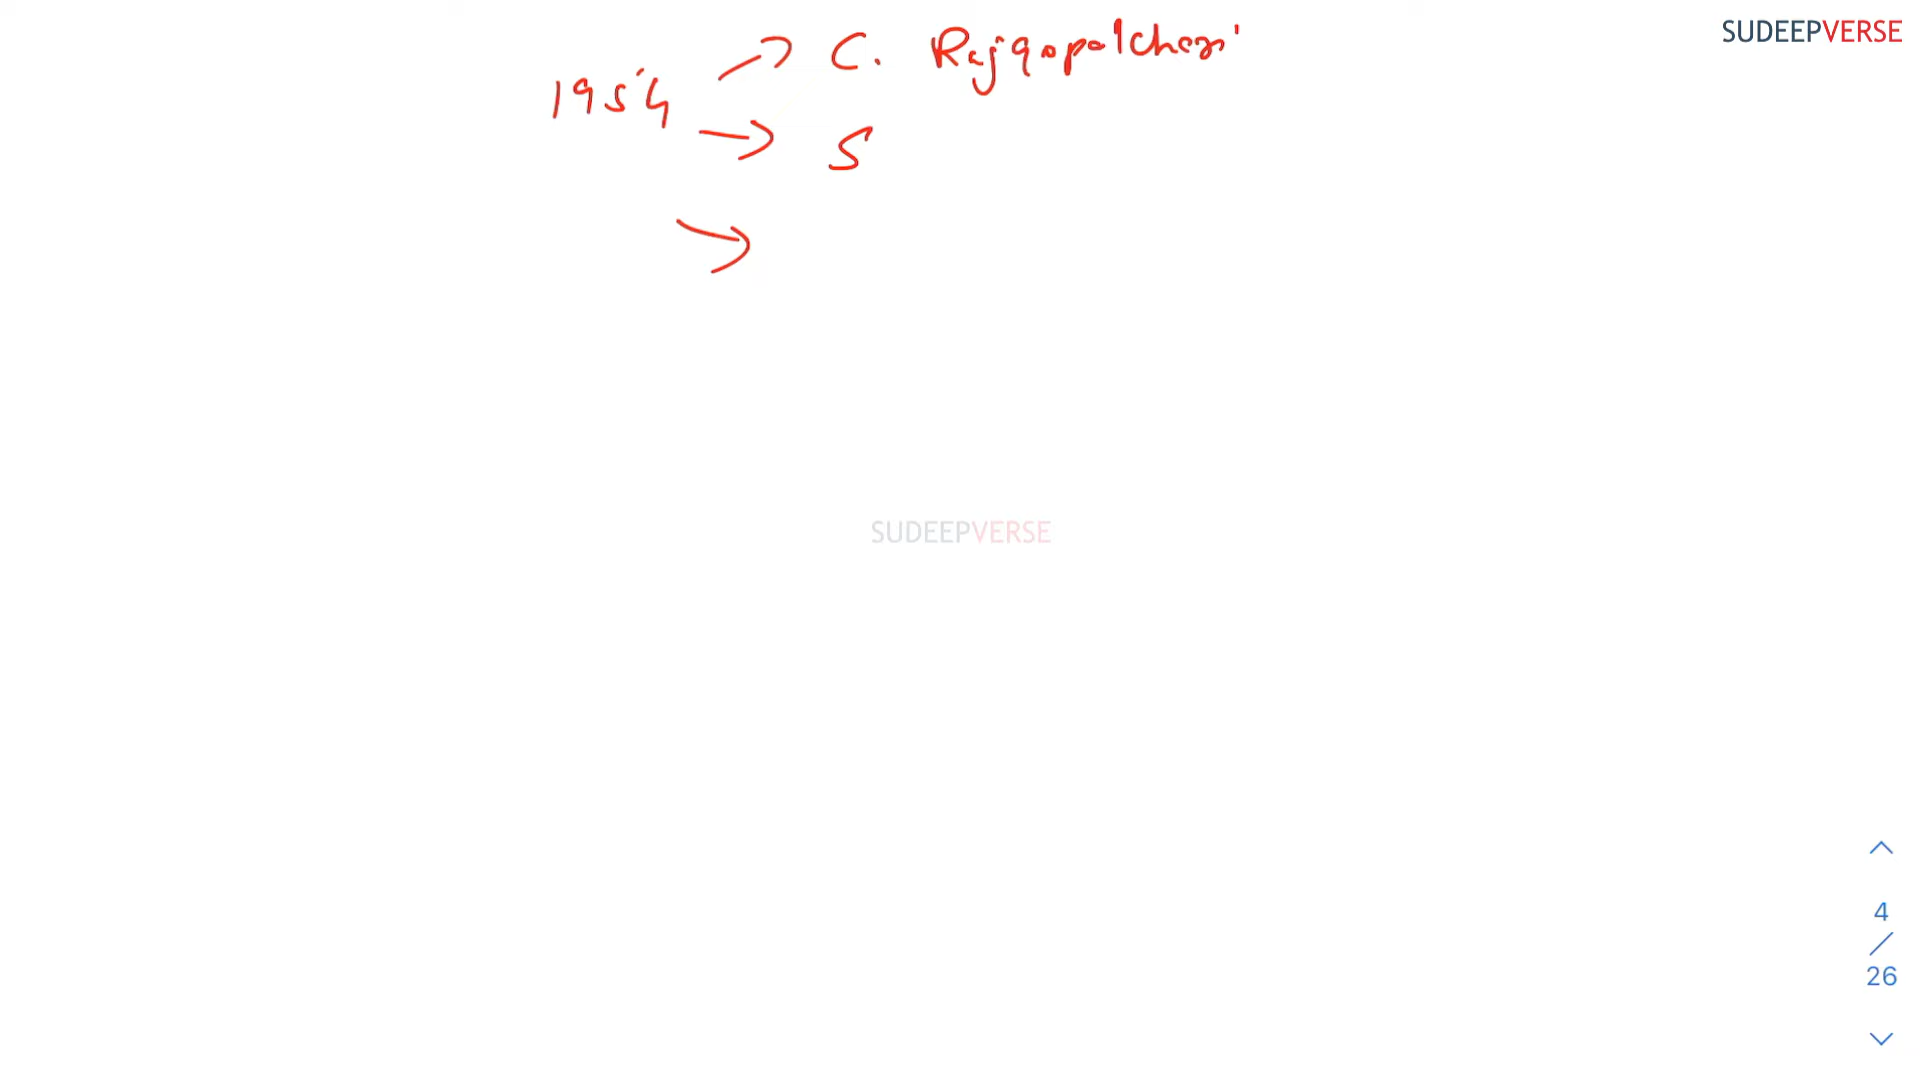 SUDEEPVERSE
1954 → C. Rajgopalchari
→ S
→
SUDEEPVERSE
4
/
26